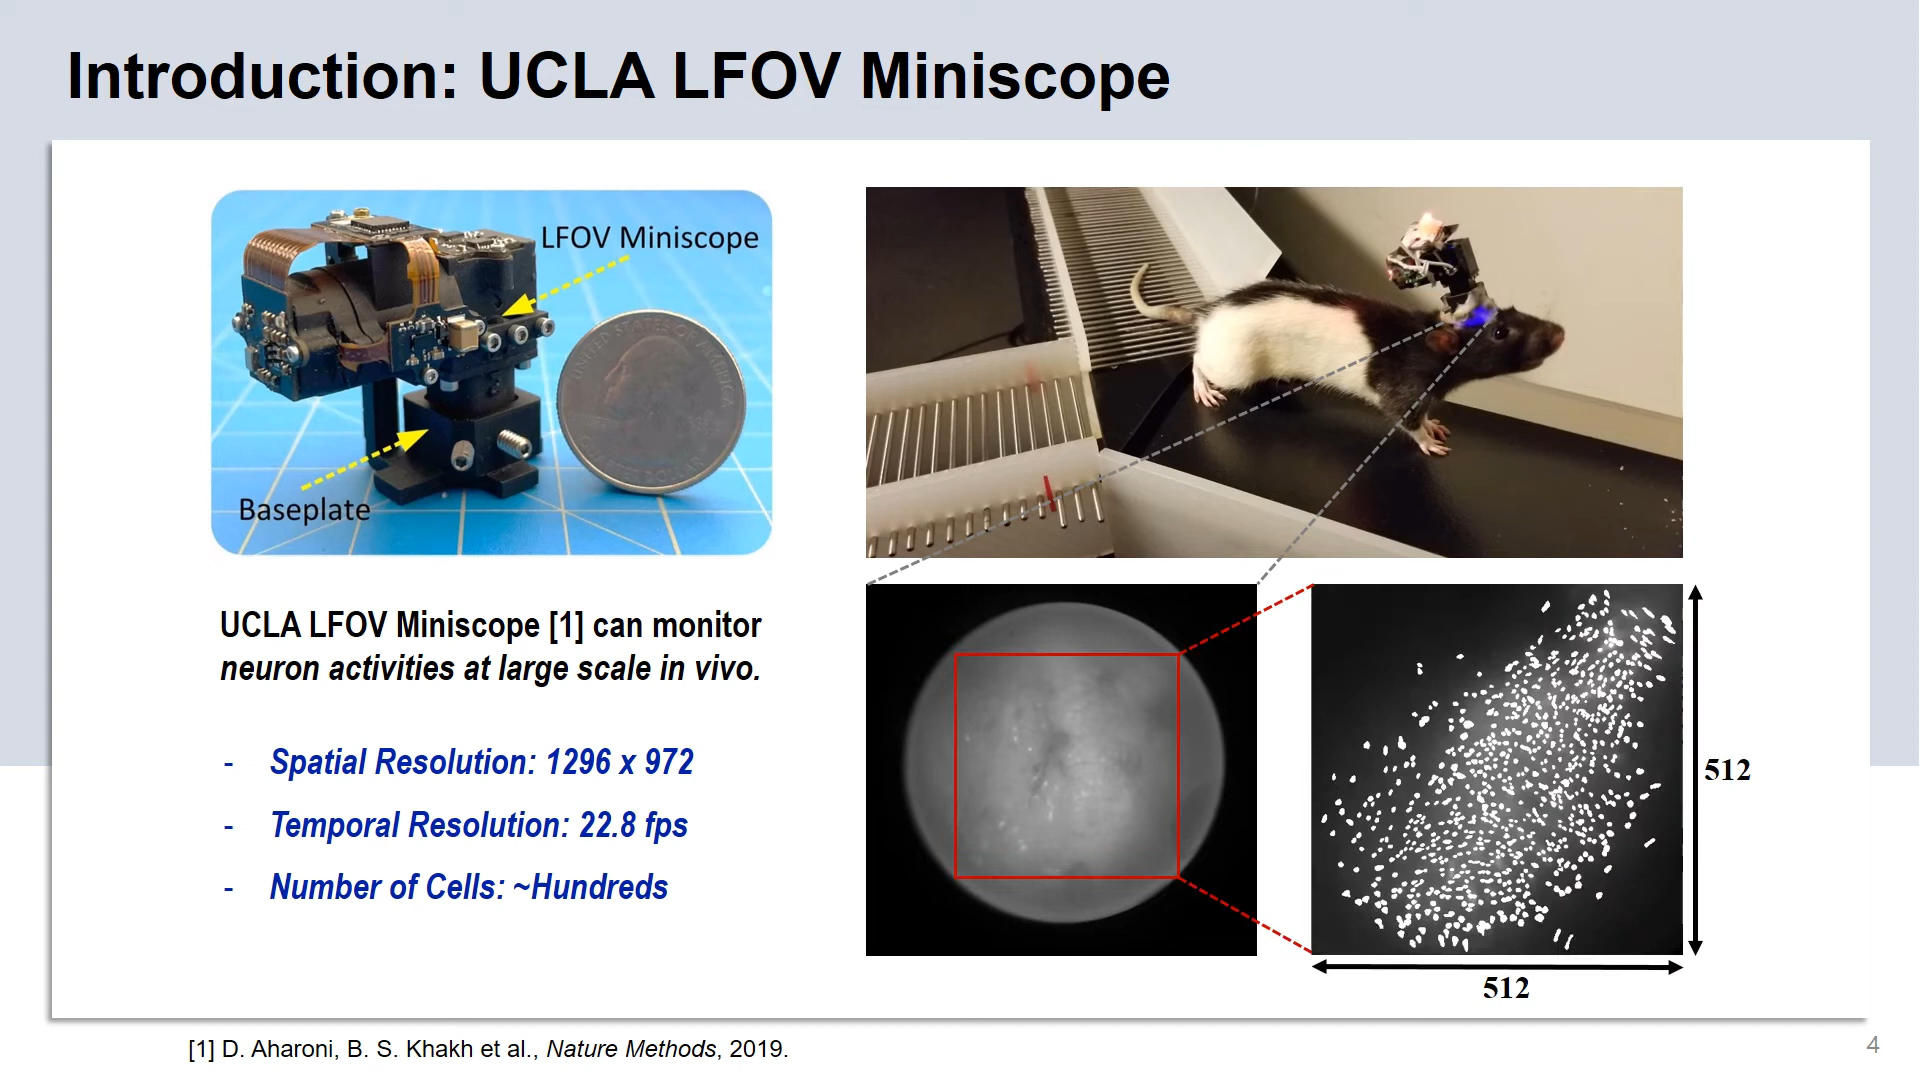 Introduction: UCLA LFOV Miniscope
LFOV Miniscope
Baseplate
UCLA LFOV Miniscope [1] can monitor
neuron activities at large scale in vivo.
- Spatial Resolution: 1296 x 972
- Temporal Resolution: 22.8 fps
- Number of Cells: ~Hundreds
512
512
[1] D. Aharoni, B. S. Khakh et al., Nature Methods, 2019.
4